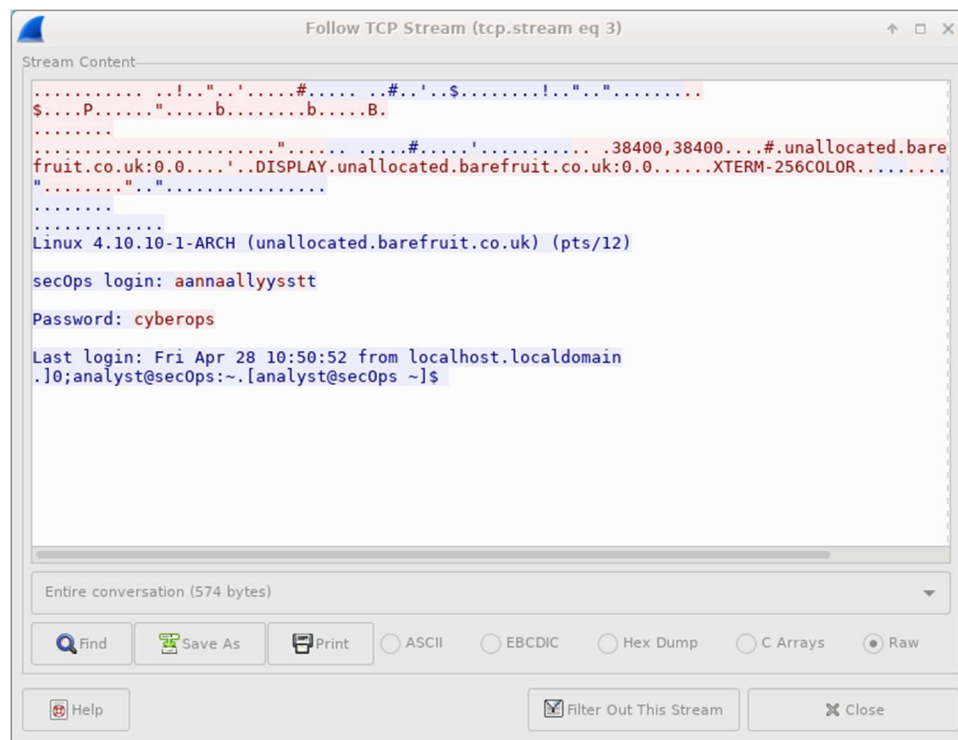 Follow TCP Stream (tcp.stream eq 3)
Stream Content
........... ..!.."..'.....#..... ..#..'..$........!..".."..........
$....P......".....b........b.....B.
........
........................".... .. .....#.....'........... .38400,38400....#.unallocated.bare
fruit.co.uk:0.0....'..DISPLAY.unallocated.barefruit.co.uk:0.0......XTERM-256COLOR..........
"........".."................
........
.............
Linux 4.10.10-1-ARCH (unallocated.barefruit.co.uk) (pts/12)
secOps login: aannaallyysstt
Password: cyberops
Last login: Fri Apr 28 10:50:52 from localhost.localdomain
.]0;analyst@secOps:~.[analyst@secOps ~]$
Entire conversation (574 bytes)
Find Save As Print ASCII EBCDIC Hex Dump C Arrays Raw
Help Filter Out This Stream Close